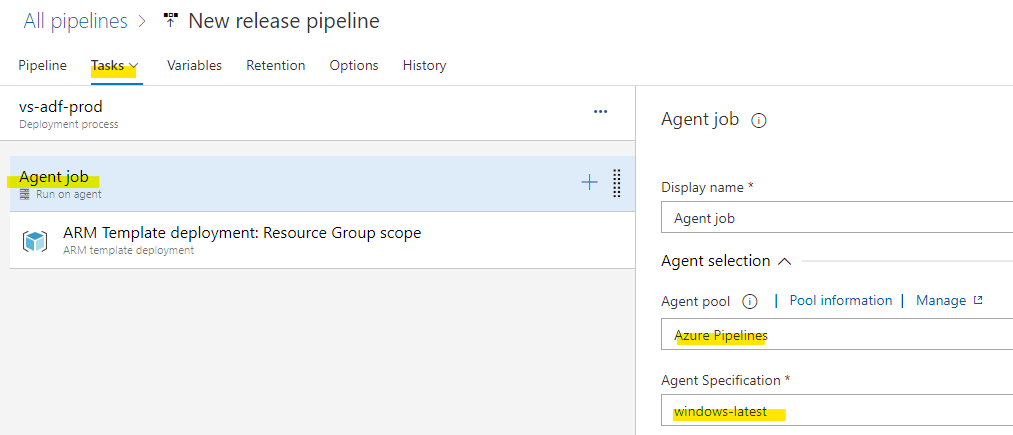 All pipelines > New release pipeline
Pipeline Tasks Variables Retention Options History
vs-adf-prod
Deployment process
Agent job
Run on agent
ARM Template deployment: Resource Group scope
ARM template deployment
Agent job
Display name *
Agent job
Agent selection
Agent pool | Pool information | Manage
Azure Pipelines
Agent Specification *
windows-latest